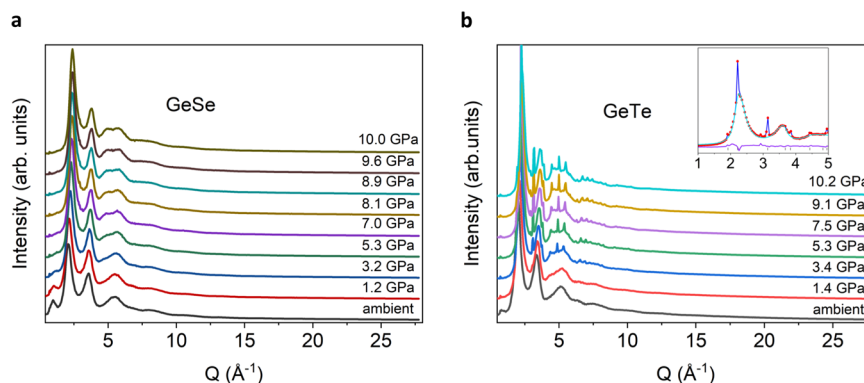 a
GeSe
Intensity (arb. units)
10.0 GPa
9.6 GPa
8.9 GPa
8.1 GPa
7.0 GPa
5.3 GPa
3.2 GPa
1.2 GPa
ambient
5 10 15 20 25
Q (Å⁻¹)
b
GeTe
Intensity (arb.units)
1 2 3 4 5
10.2 GPa
9.1 GPa
7.5 GPa
5.3 GPa
3.4 GPa
1.4 GPa
ambient
5 10 15 20 25
Q (Å⁻¹)